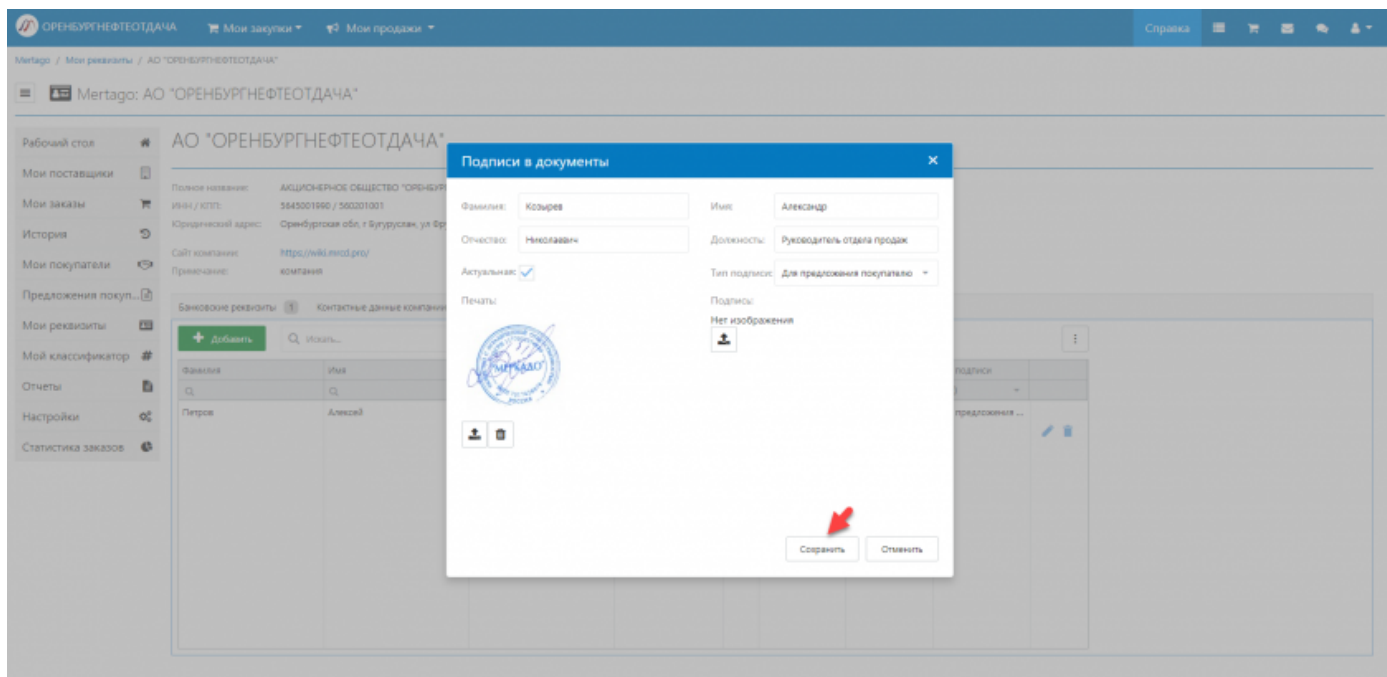 ОРЕНБУРГНЕФТЕОТДАЧА Мои закупки Мои продажи Справка
Mertago / Мои реквизиты / АО "ОРЕНБУРГНЕФТЕОТДАЧА"
Mertago: АО "ОРЕНБУРГНЕФТЕОТДАЧА"
Рабочий стол
Мои поставщики
Мои заказы
История
Мои покупатели
Предложения покуп...
Мои реквизиты
Мой классификатор
Отчеты
Настройки
Статистика заказов
АО "ОРЕНБУРГНЕФТЕОТДАЧА"
Полное название: АКЦИОНЕРНОЕ ОБЩЕСТВО "ОРЕНБУРГ
ИНН / КПП: 5645001990 / 560201001
Юридический адрес: Оренбургская обл, г Бугуруслан, ул
Сайт компании: https://wiki.mrcd.pro/
Примечание: компания
Банковские реквизиты 1 Контактные данные компании
Добавить Искать...
Фамилия Имя подписи
Петров Алексей предложения ...
Подписи в документы
Фамилия: Козырев Имя: Александр
Отчество: Николаевич Должность: Руководитель отдела продаж
Актуальная: Тип подписи: Для предложения покупателю
Печать: Подпись:
Нет изображения
"МЕРКАДО"
РОССИЯ
Сохранить Отменить